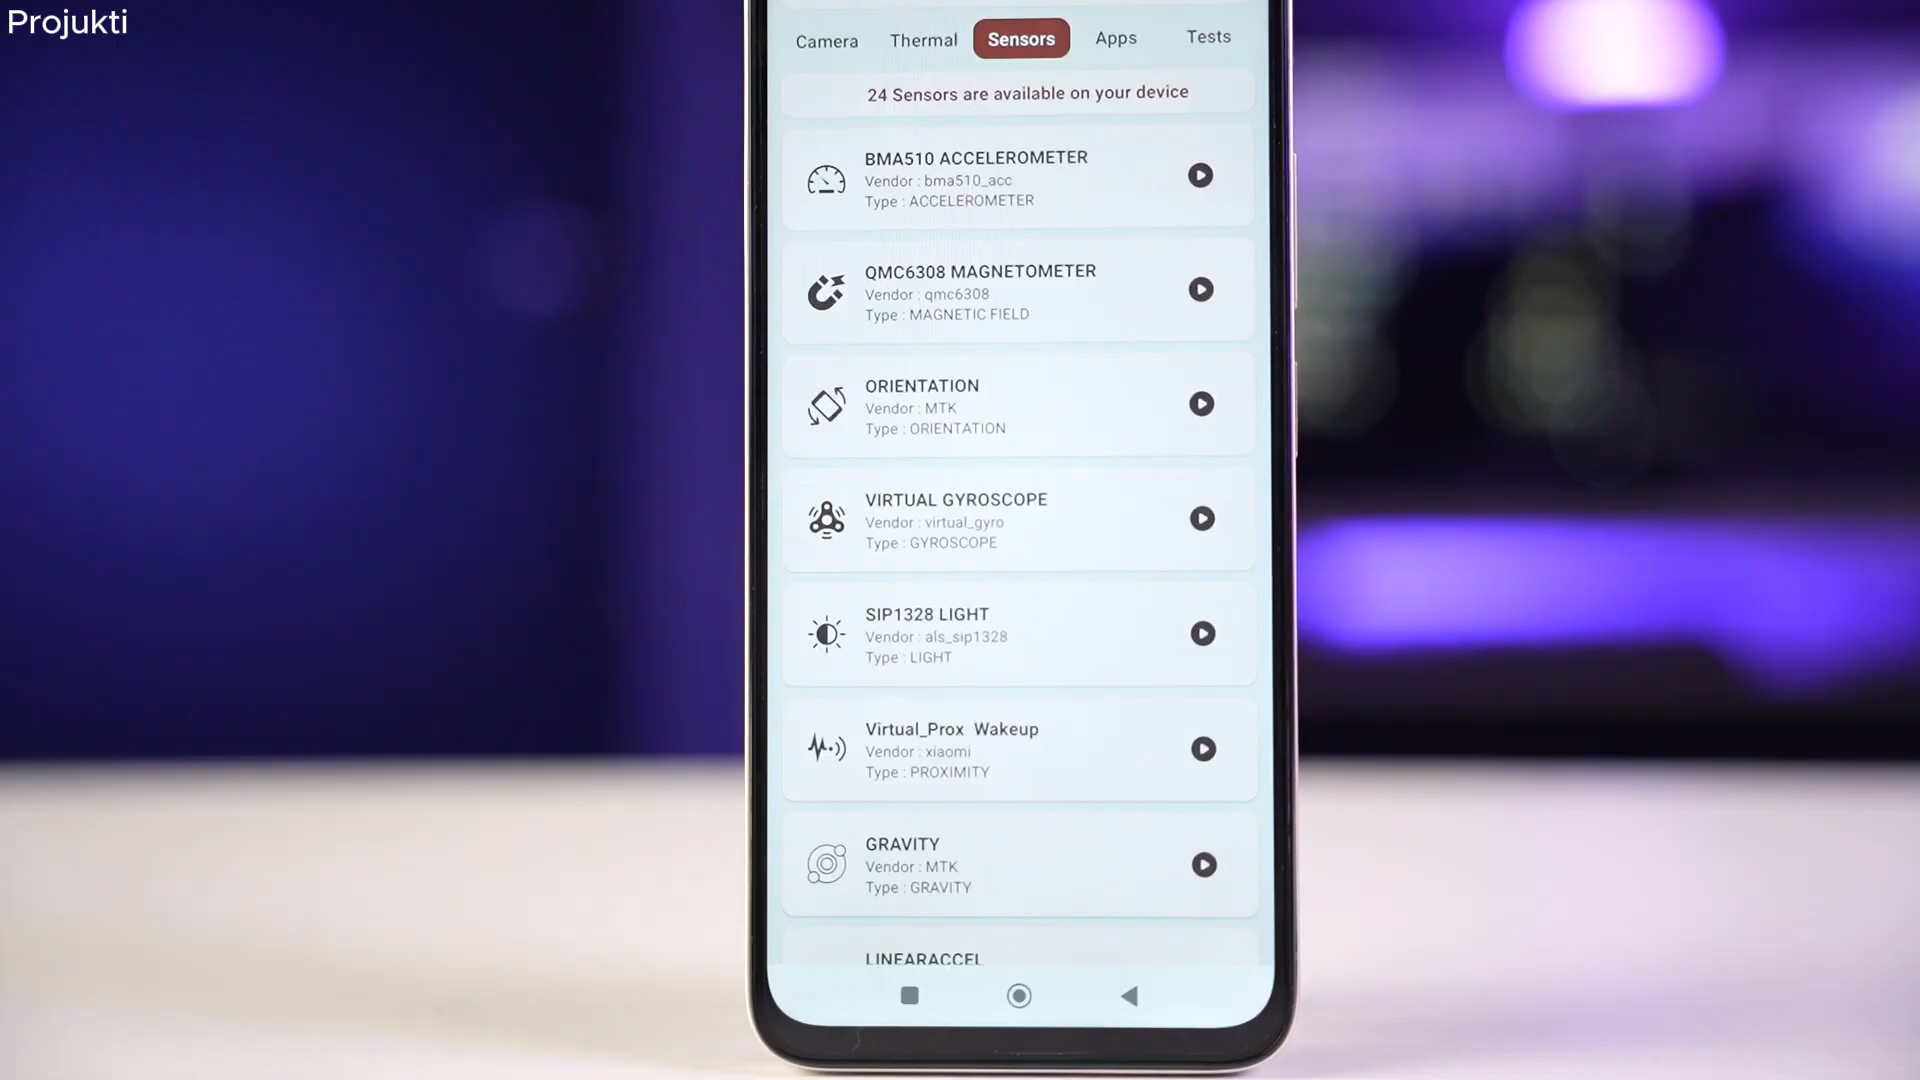 Projukti
Camera Thermal Sensors Apps Tests
24 Sensors are available on your device
BMA510 ACCELEROMETER
Vendor : bma510_acc
Type : ACCELEROMETER
QMC6308 MAGNETOMETER
Vendor : qmc6308
Type : MAGNETIC FIELD
ORIENTATION
Vendor : MTK
Type : ORIENTATION
VIRTUAL GYROSCOPE
Vendor : virtual_gyro
Type : GYROSCOPE
SIP1328 LIGHT
Vendor : als_sip1328
Type : LIGHT
Virtual_Prox Wakeup
Vendor : xiaomi
Type : PROXIMITY
GRAVITY
Vendor : MTK
Type : GRAVITY
LINEARACCEL